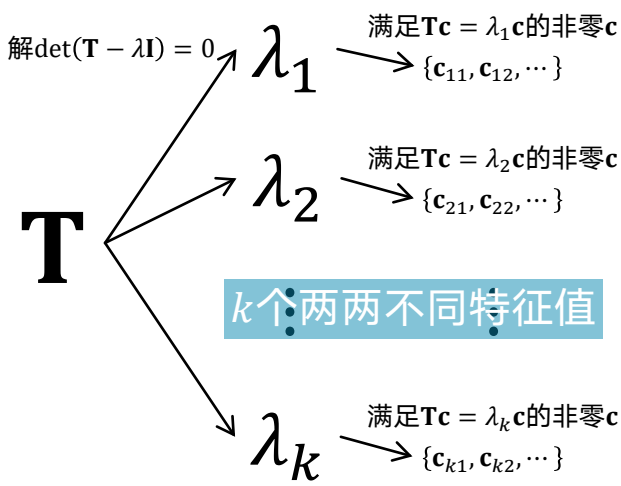 满足𝐓𝐜 = λ₁𝐜的非零𝐜
解det(𝐓 − λ𝐈) = 0
λ₁
{𝐜₁₁, 𝐜₁₂, ⋯ }
满足𝐓𝐜 = λ₂𝐜的非零𝐜
λ₂
{𝐜₂₁, 𝐜₂₂, ⋯ }
𝐓
k个两两不同特征值
满足𝐓𝐜 = λₖ𝐜的非零𝐜
λₖ
{𝐜ₖ₁, 𝐜ₖ₂, ⋯ }